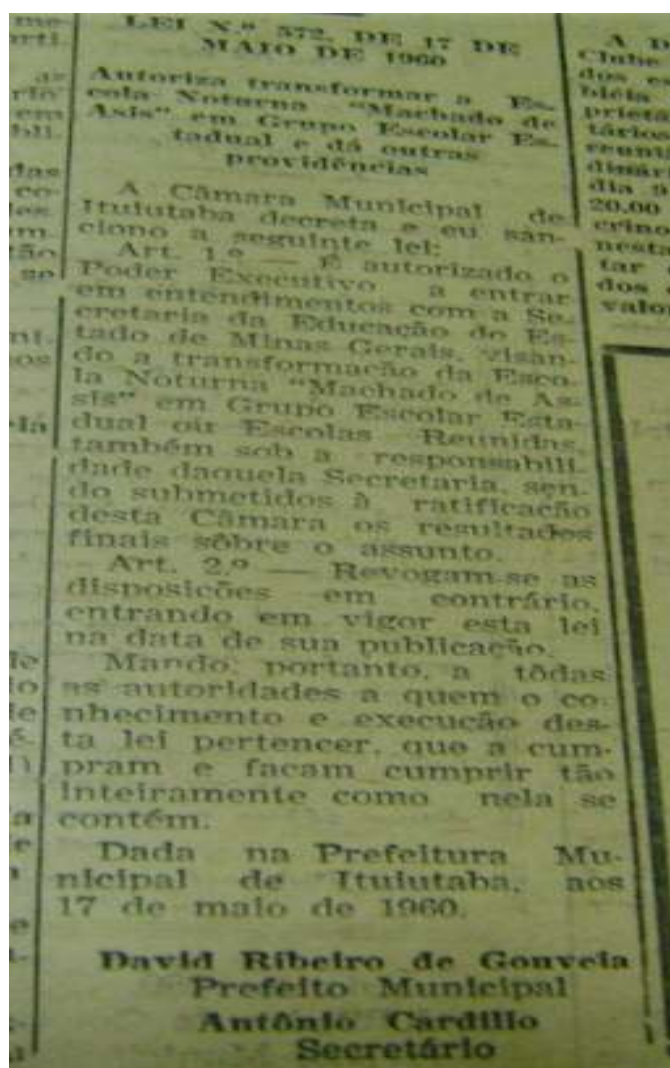 LEI N.º 572, DE 17 DE
MAIO DE 1960
Autoriza transformar a Es-
cola Noturna "Machado de
Asis" em Grupo Escolar Es-
tadual e dá outras
providências
A Câmara Municipal de
Ituiutaba decreta e eu san-
ciono a seguinte lei:
Art. 1.º — É autorizado o
Poder Executivo a entrar
em entendimentos com a Se-
cretaria da Educação do Es-
tado de Minas Gerais, visan-
do a transformação da Esco-
la Noturna "Machado de As-
sis" em Grupo Escolar Esta-
dual ou Escolas Reunidas,
também sob a responsabili-
dade daquela Secretaria, sen-
do submetidos à ratificação
desta Câmara os resultados
finais sôbre o assunto.
Art. 2.º — Revogam-se as
disposições em contrário,
entrando em vigor esta lei
na data de sua publicação.
Mando, portanto, a tôdas
as autoridades a quem o co-
nhecimento e execução des-
ta lei pertencer, que a cum-
pram e facam cumprir tão
inteiramente como nela se
contém.
Dada na Prefeitura Mu-
nicipal de Ituiutaba, aos
17 de maio de 1960.
David Ribeiro de Gouveia
Prefeito Municipal
Antônio Cardillo
Secretário